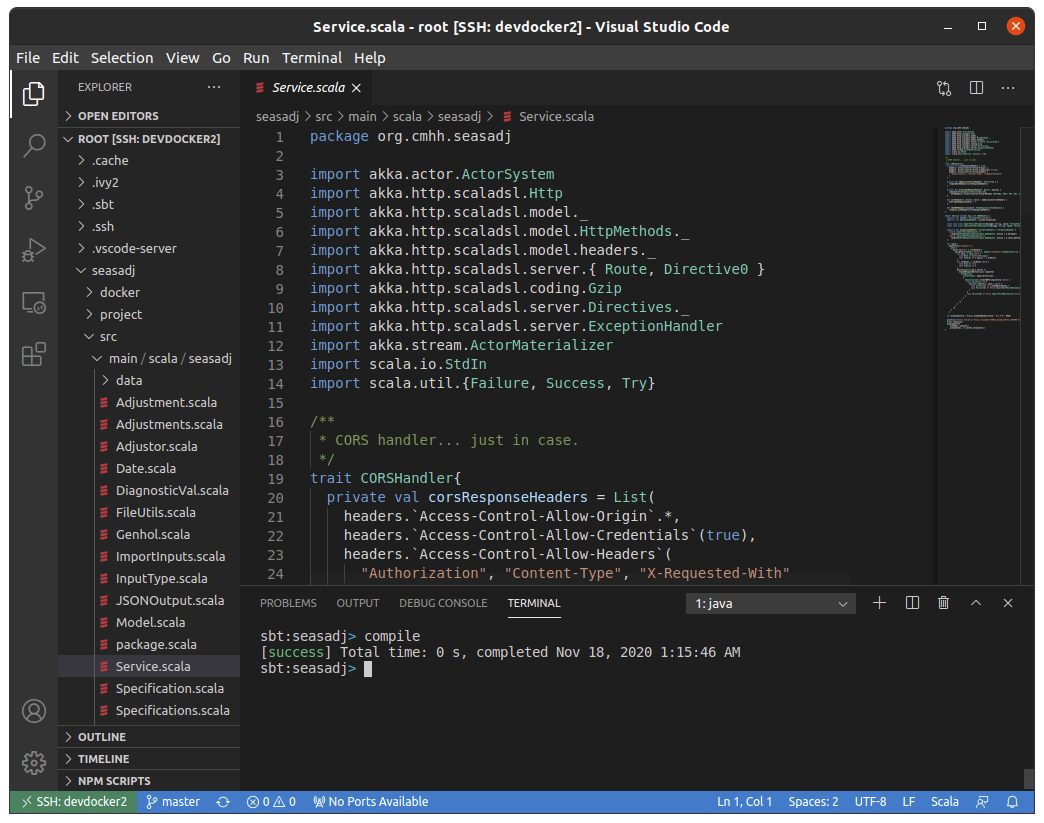 Service.scala - root [SSH: devdocker2] - Visual Studio Code
File Edit Selection View Go Run Terminal Help
EXPLORER
OPEN EDITORS
ROOT [SSH: DEVDOCKER2]
.cache
.ivy2
.sbt
.ssh
.vscode-server
seasadj
docker
project
src
main / scala / seasadj
data
Adjustment.scala
Adjustments.scala
Adjustor.scala
Date.scala
DiagnosticVal.scala
FileUtils.scala
Genhol.scala
ImportInputs.scala
InputType.scala
JSONOutput.scala
Model.scala
package.scala
Service.scala
Specification.scala
Specifications.scala
OUTLINE
TIMELINE
NPM SCRIPTS
Service.scala
seasadj > src > main > scala > seasadj > Service.scala
1 package org.cmhh.seasadj
2
3 import akka.actor.ActorSystem
4 import akka.http.scaladsl.Http
5 import akka.http.scaladsl.model._
6 import akka.http.scaladsl.model.HttpMethods._
7 import akka.http.scaladsl.model.headers._
8 import akka.http.scaladsl.server.{ Route, Directive0 }
9 import akka.http.scaladsl.coding.Gzip
10 import akka.http.scaladsl.server.Directives._
11 import akka.http.scaladsl.server.ExceptionHandler
12 import akka.stream.ActorMaterializer
13 import scala.io.StdIn
14 import scala.util.{Failure, Success, Try}
15
16 /**
17  * CORS handler... just in case.
18  */
19 trait CORSHandler{
20   private val corsResponseHeaders = List(
21     headers.`Access-Control-Allow-Origin`.*,
22     headers.`Access-Control-Allow-Credentials`(true),
23     headers.`Access-Control-Allow-Headers`(
24       "Authorization", "Content-Type", "X-Requested-With"
PROBLEMS OUTPUT DEBUG CONSOLE TERMINAL 1: java
sbt:seasadj> compile
[success] Total time: 0 s, completed Nov 18, 2020 1:15:46 AM
sbt:seasadj>
SSH: devdocker2 master 0 0 No Ports Available Ln 1, Col 1 Spaces: 2 UTF-8 LF Scala